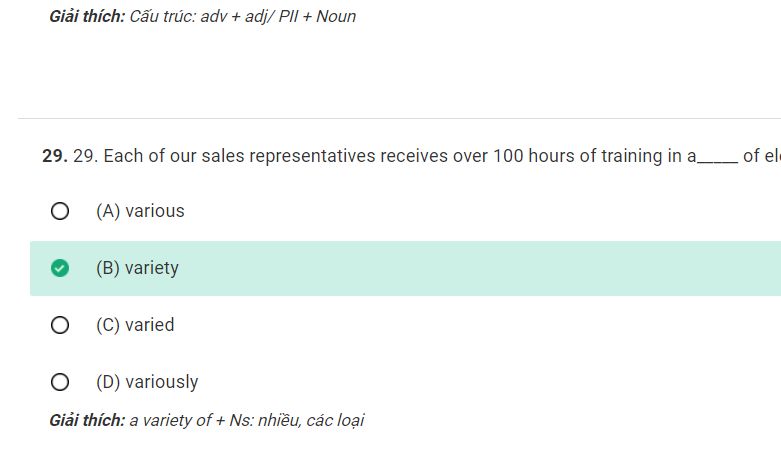 Giải thích: Cấu trúc: adv + adj/ PII + Noun
29. 29. Each of our sales representatives receives over 100 hours of training in a_____ of el
(A) various
(B) variety
(C) varied
(D) variously
Giải thích: a variety of + Ns: nhiều, các loại